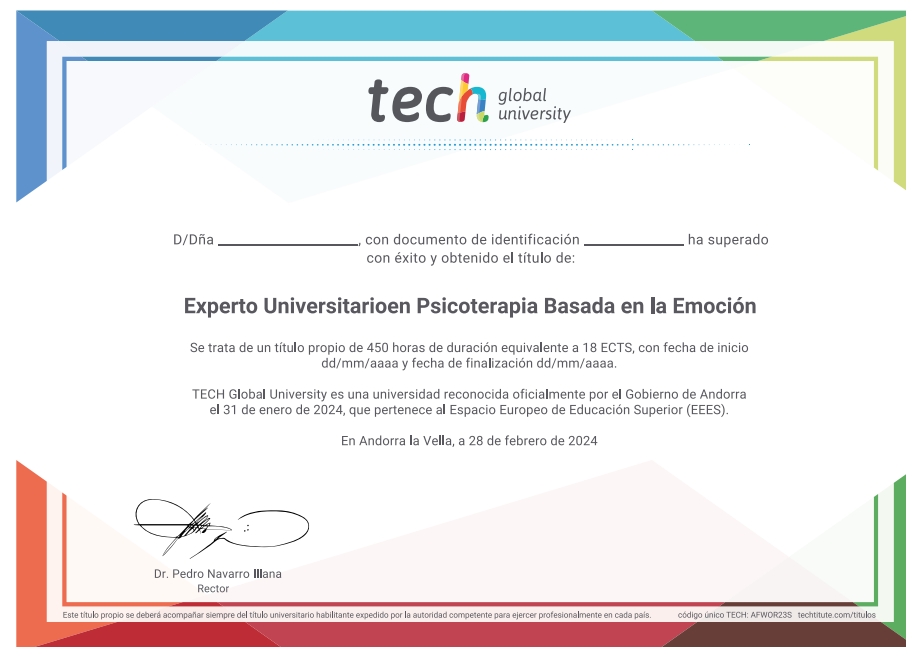 tech global university
D/Dña ________________, con documento de identificación ____________ ha superado
con éxito y obtenido el título de:
Experto Universitarioen Psicoterapia Basada en la Emoción
Se trata de un título propio de 450 horas de duración equivalente a 18 ECTS, con fecha de inicio
dd/mm/aaaa y fecha de finalización dd/mm/aaaa.
TECH Global University es una universidad reconocida oficialmente por el Gobierno de Andorra
el 31 de enero de 2024, que pertenece al Espacio Europeo de Educación Superior (EEES).
En Andorra la Vella, a 28 de febrero de 2024
Dr. Pedro Navarro Illana
Rector
Este título propio se deberá acompañar siempre del título universitario habilitante expedido por la autoridad competente para ejercer profesionalmente en cada país. código único TECH: AFWOR23S techtitute.com/titulos